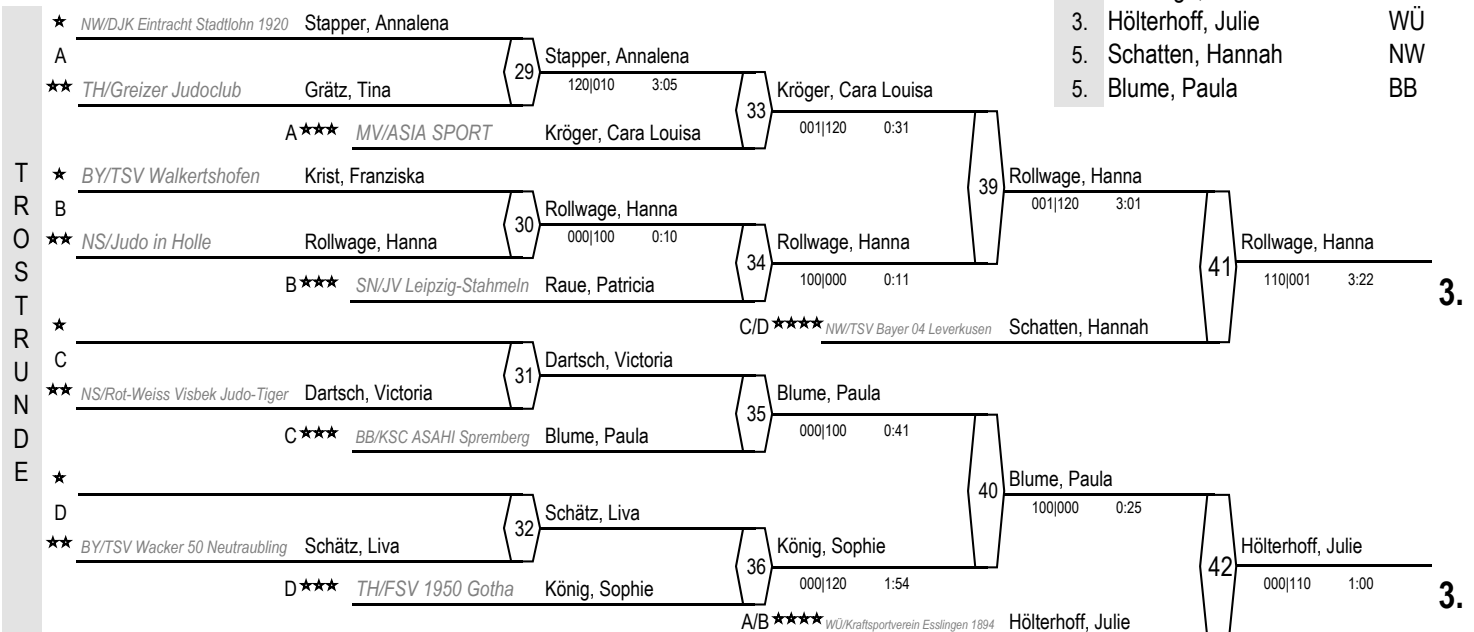 3. Hölterhoff, Julie WÜ
5. Schatten, Hannah NW
5. Blume, Paula BB
TROSTRUNDE
NW/DJK Eintracht Stadtlohn 1920 Stapper, Annalena
A
29 Stapper, Annalena
120|010 3:05
TH/Greizer Judoclub Grätz, Tina
33 Kröger, Cara Louisa
001|120 0:31
A MV/ASIA SPORT Kröger, Cara Louisa
BY/TSV Walkertshofen Krist, Franziska
39 Rollwage, Hanna
001|120 3:01
B
30 Rollwage, Hanna
000|100 0:10
NS/Judo in Holle Rollwage, Hanna
34 Rollwage, Hanna
100|000 0:11
41 Rollwage, Hanna
110|001 3:22
3.
B SN/JV Leipzig-Stahmeln Raue, Patricia
C/D NW/TSV Bayer 04 Leverkusen Schatten, Hannah
C
31 Dartsch, Victoria
NS/Rot-Weiss Visbek Judo-Tiger Dartsch, Victoria
35 Blume, Paula
000|100 0:41
C BB/KSC ASAHI Spremberg Blume, Paula
40 Blume, Paula
100|000 0:25
D
32 Schätz, Liva
BY/TSV Wacker 50 Neutraubling Schätz, Liva
36 König, Sophie
000|120 1:54
42 Hölterhoff, Julie
000|110 1:00
3.
D TH/FSV 1950 Gotha König, Sophie
A/B WÜ/Kraftsportverein Esslingen 1894 Hölterhoff, Julie